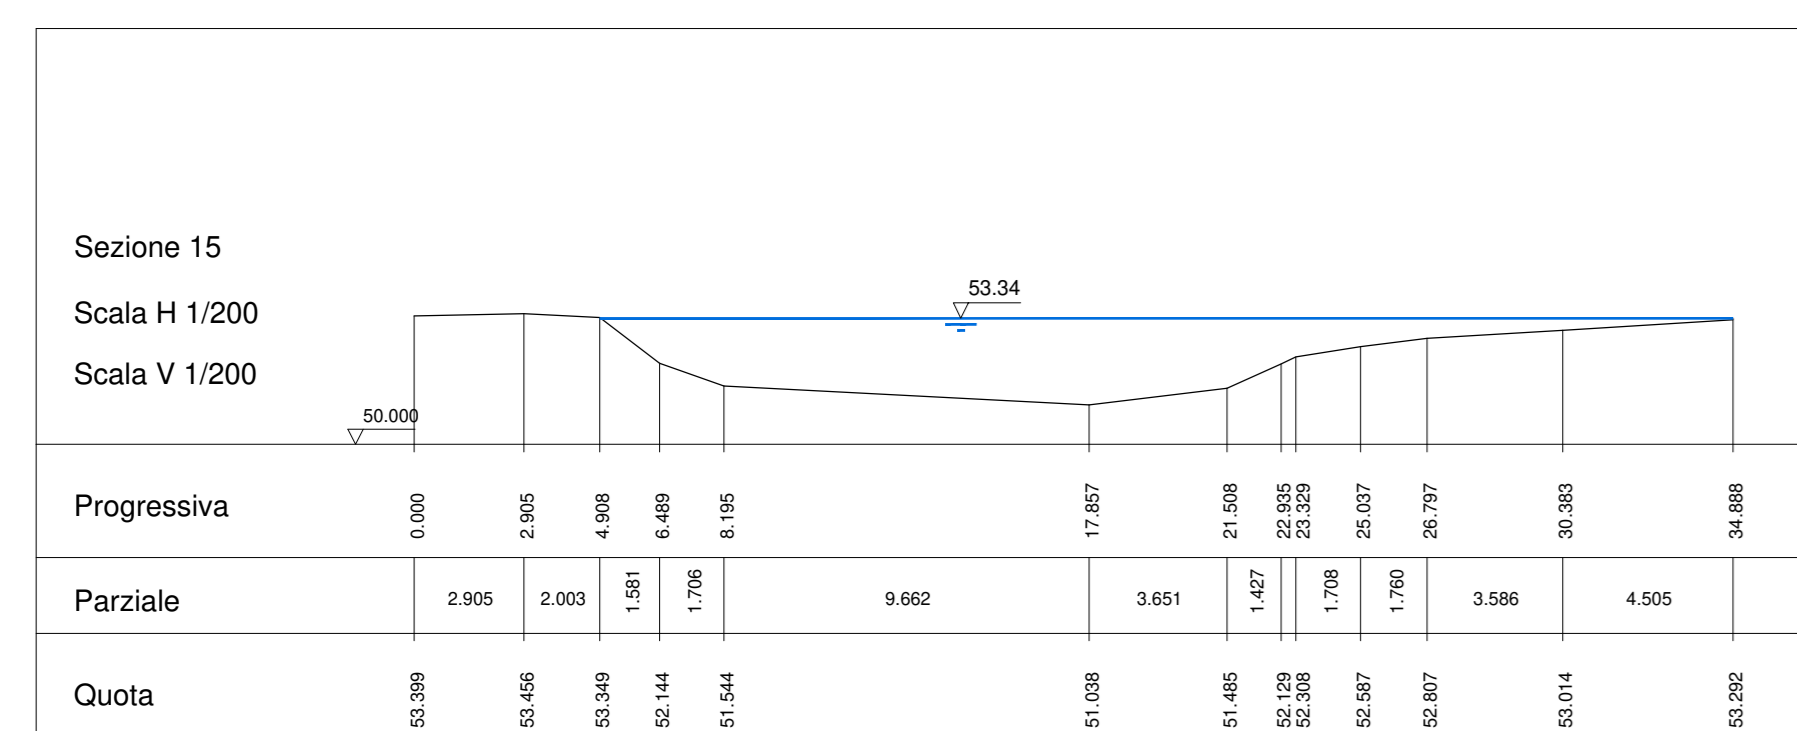 Sezione 15
53.34
Scala H 1/200
Scala V 1/200
50.000
Progressiva 0.000 2.905 4.908 6.489 8.195 17.857 21.508 22.935 23.329 25.037 26.797 30.383 34.888
Parziale 2.905 2.003 1.581 1.706 9.662 3.651 1.427 1.708 1.760 3.586 4.505
Quota 53.399 53.456 53.349 52.144 51.544 51.038 51.485 52.129 52.308 52.587 52.807 53.014 53.292